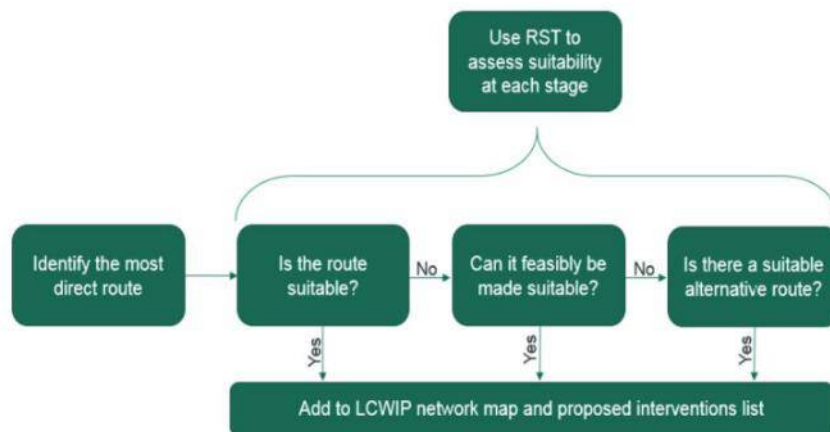 Use RST to
assess suitability
at each stage
Identify the most
direct route
Is the route
suitable?
No
Can it feasibly be
made suitable?
No
Is there a suitable
alternative route?
Yes
Yes
Yes
Add to LCWIP network map and proposed interventions list